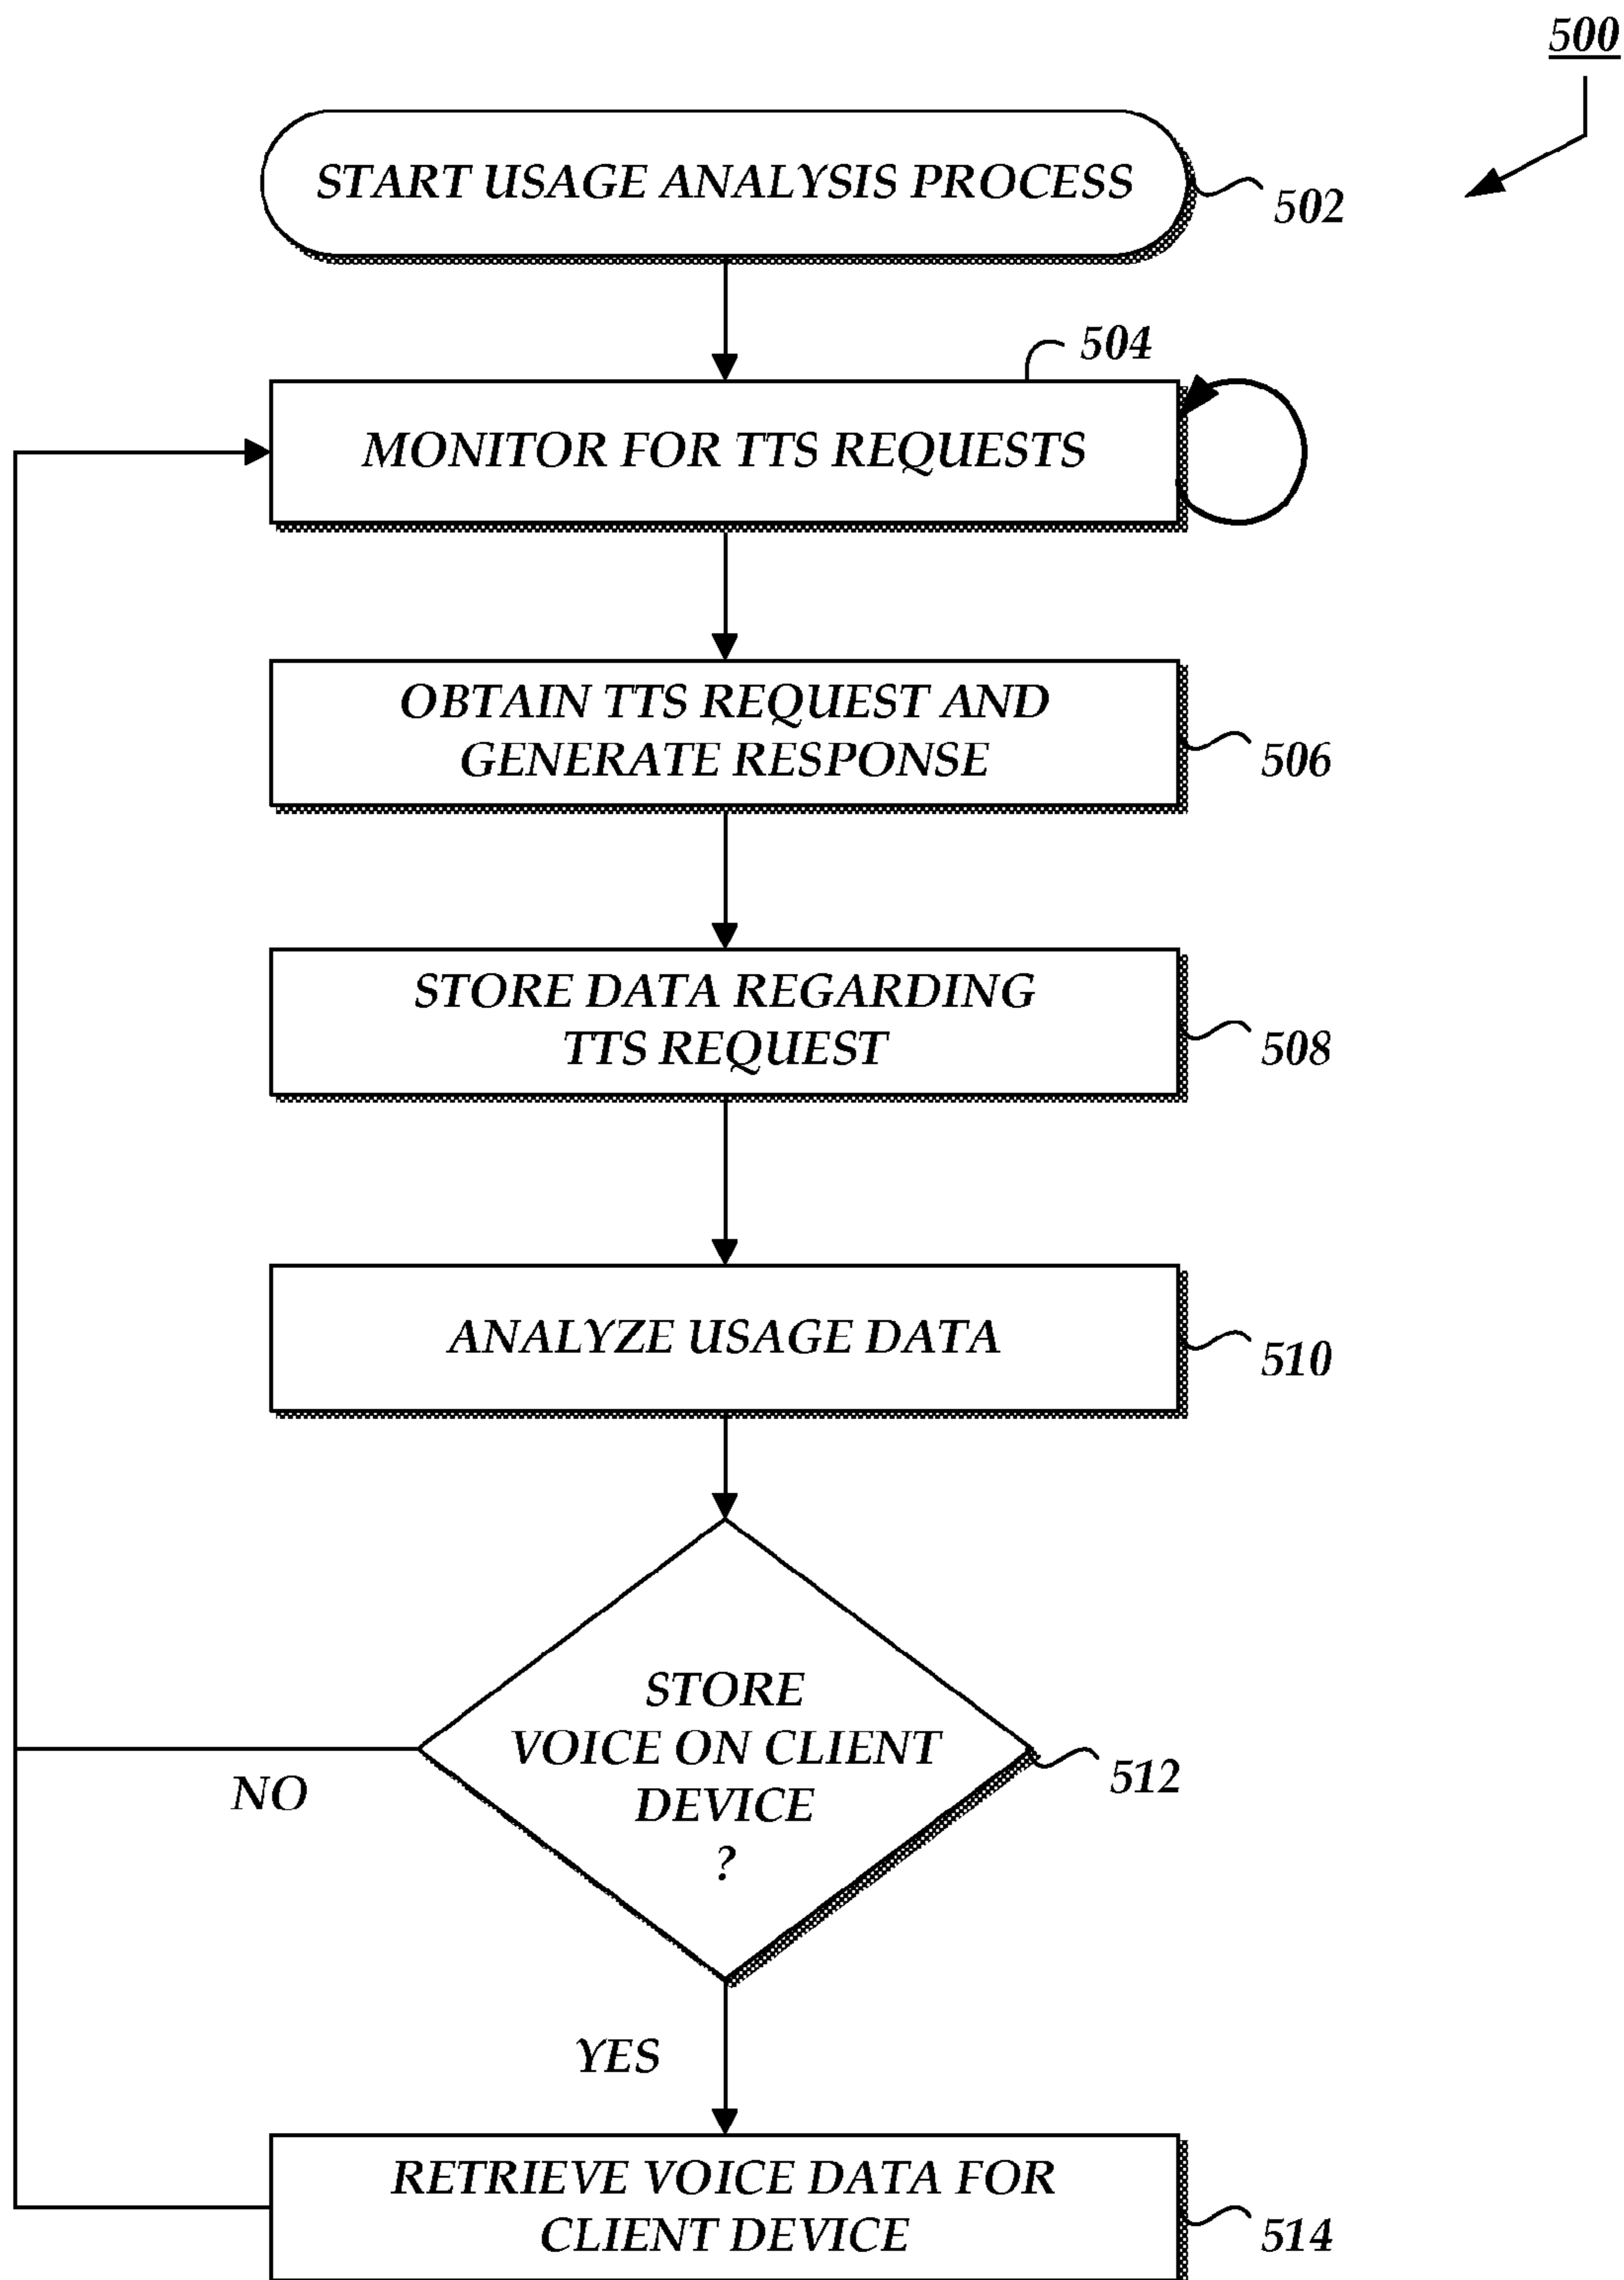 500
START USAGE ANALYSIS PROCESS
502
504
MONITOR FOR TTS REQUESTS
OBTAIN TTS REQUEST AND
GENERATE RESPONSE
506
STORE DATA REGARDING
TTS REQUEST
508
ANALYZE USAGE DATA
510
STORE
VOICE ON CLIENT
DEVICE
?
512
NO
YES
RETRIEVE VOICE DATA FOR
CLIENT DEVICE
514